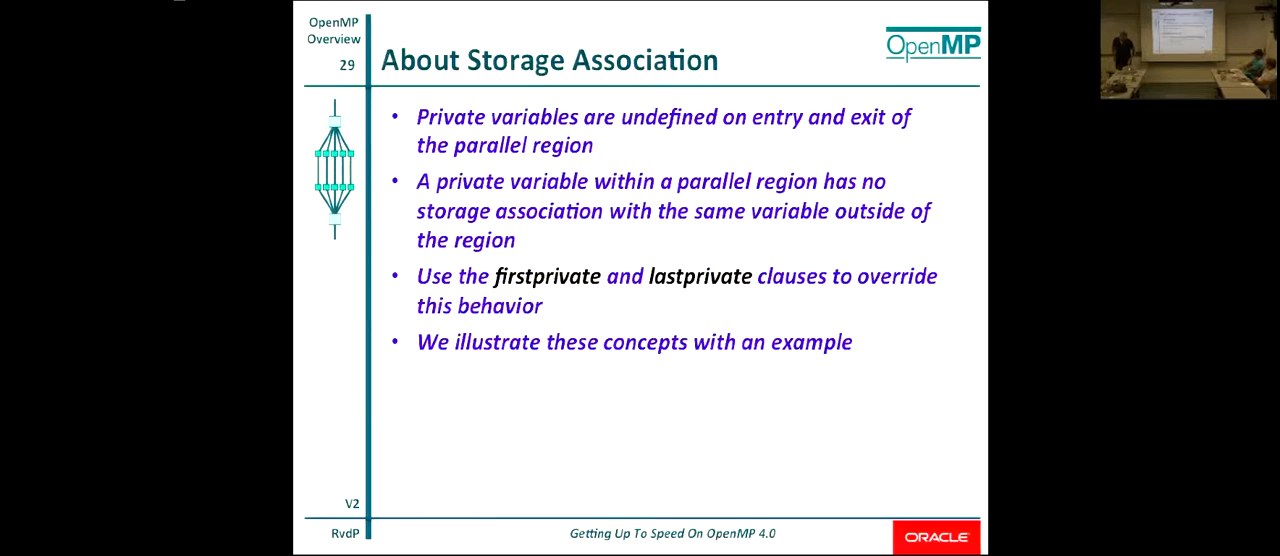 OpenMP
Overview
29
About Storage Association
OpenMP
• Private variables are undefined on entry and exit of
the parallel region
• A private variable within a parallel region has no
storage association with the same variable outside of
the region
• Use the firstprivate and lastprivate clauses to override
this behavior
• We illustrate these concepts with an example
V2
RvdP
Getting Up To Speed On OpenMP 4.0
ORACLE